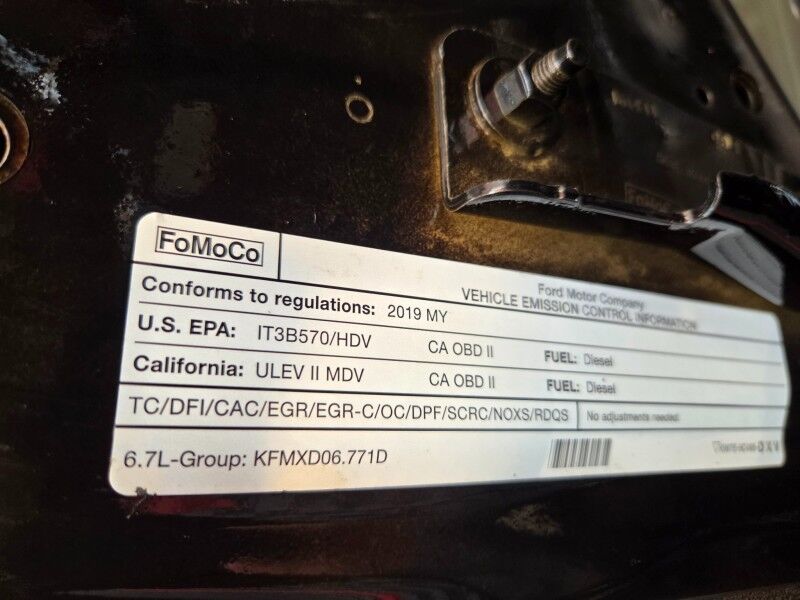 FoMoCo
Ford Motor Company
VEHICLE EMISSION CONTROL INFORMATION
Conforms to regulations: 2019 MY
U.S. EPA: IT3B570/HDV CA OBD II FUEL: Diesel
California: ULEV II MDV CA OBD II FUEL: Diesel
TC/DFI/CAC/EGR/EGR-C/OC/DPF/SCRC/NOXS/RDQS No adjustments needed.
6.7L-Group: KFMXD06.771D
DXV